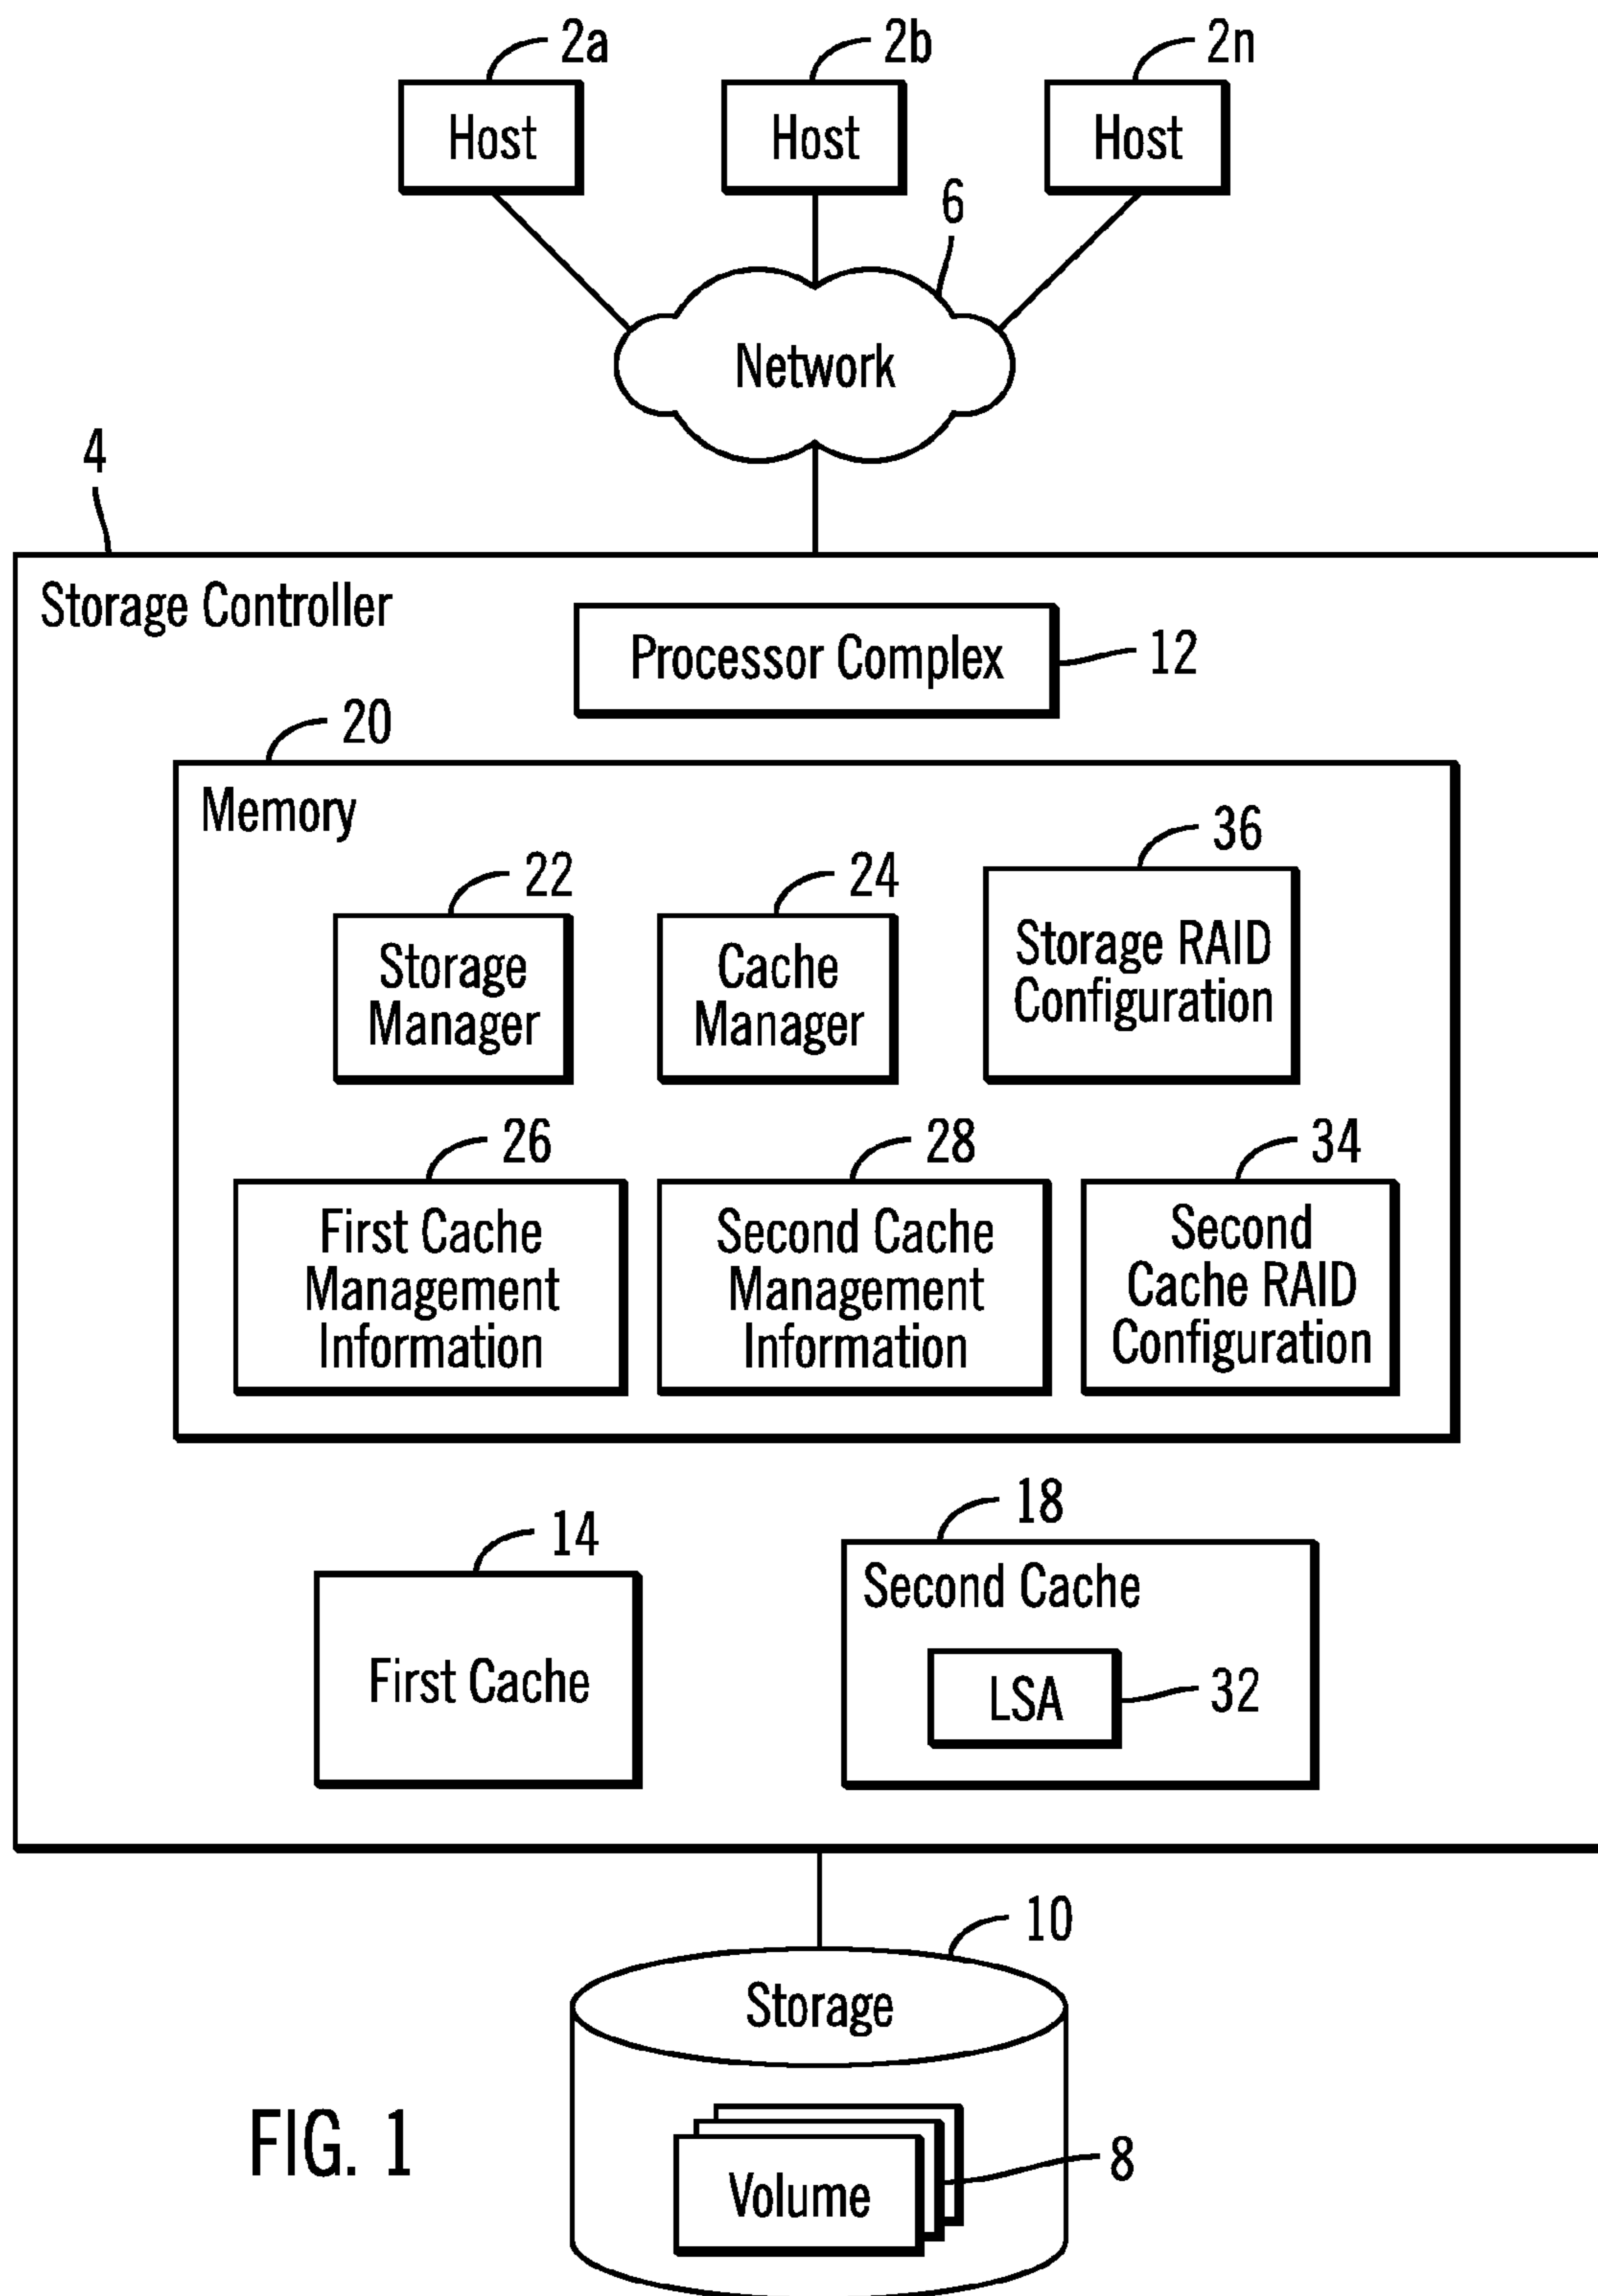 2a
2b
2n
Host
Host
Host
6
Network
4
Storage Controller
Processor Complex
12
20
Memory
22
24
36
Storage
Manager
Cache
Manager
Storage RAID
Configuration
26
28
34
First Cache
Management
Information
Second Cache
Management
Information
Second
Cache RAID
Configuration
14
18
First Cache
Second Cache
LSA
32
10
Storage
Volume
8
FIG. 1